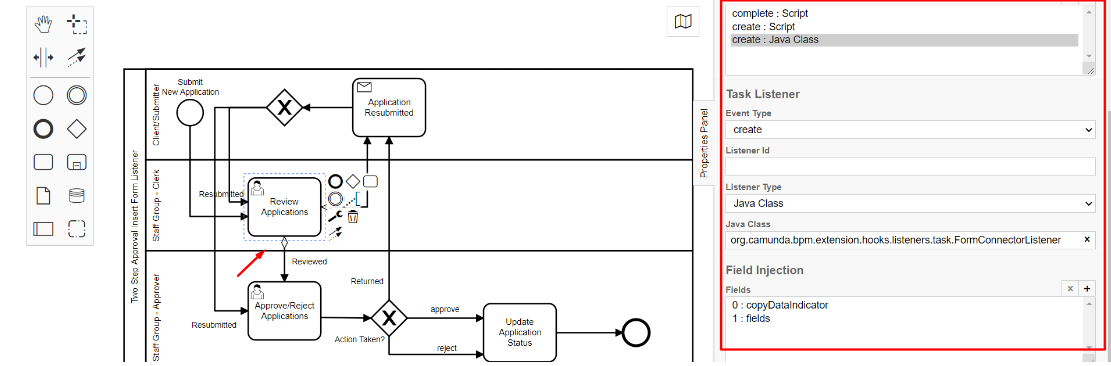 Submit
New Application
Application
Resubmitted
Client/Submitter
Two Step Approval Insert Form Listener
Staff Group - Clerk
Resubmitted
Review
Applications
Reviewed
Staff Group - Approver
Approve/Reject
Applications
Resubmitted
Returned
Action Taken?
approve
reject
Update
Application
Status
Properties Panel
complete : Script
create : Script
create : Java Class
Task Listener
Event Type
create
Listener Id
Listener Type
Java Class
Java Class
org.camunda.bpm.extension.hooks.listeners.task.FormConnectorListener
Field Injection
Fields
0 : copyDataIndicator
1 : fields